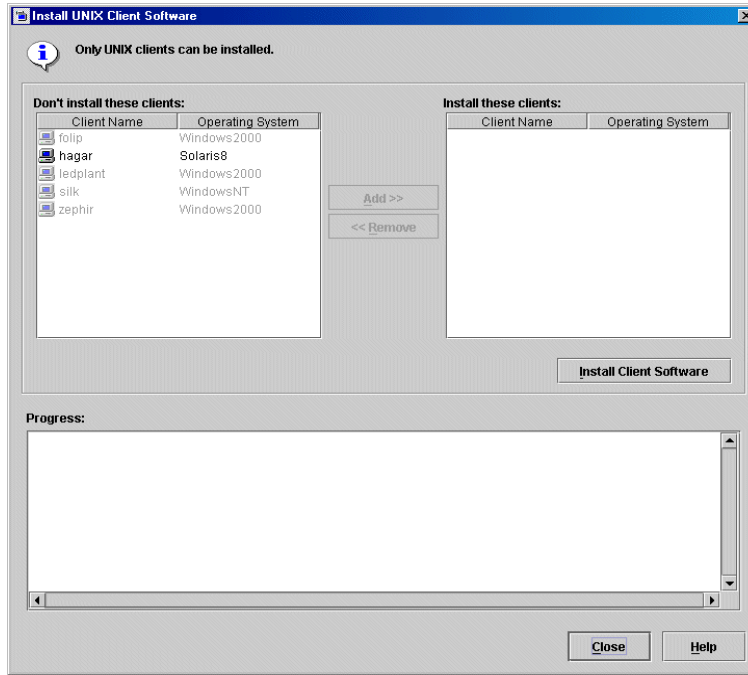 Install UNIX Client Software
Only UNIX clients can be installed.
Don't install these clients:
Client Name Operating System
folip Windows2000
hagar Solaris8
ledplant Windows2000
silk WindowsNT
zephir Windows2000
Add >>
<< Remove
Install these clients:
Client Name Operating System
Install Client Software
Progress:
Close Help